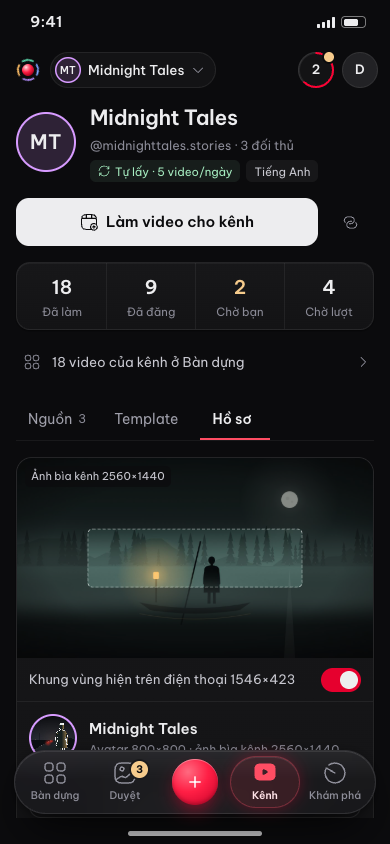 9:41
MT Midnight Tales
2
D
MT
Midnight Tales
@midnighttales.stories · 3 đối thủ
Tự lấy · 5 video/ngày
Tiếng Anh
Làm video cho kênh
18
9
2
4
Đã làm
Đã đăng
Chờ bạn
Chờ lượt
18 video của kênh ở Bàn dựng
Nguồn 3
Template
Hồ sơ
Ảnh bìa kênh 2560×1440
Khung vùng hiện trên điện thoại 1546×423
Midnight Tales
Avatar 800×800 · ảnh bìa kênh 2560×1440
3
Bàn dựng
Duyệt
Kênh
Khám phá